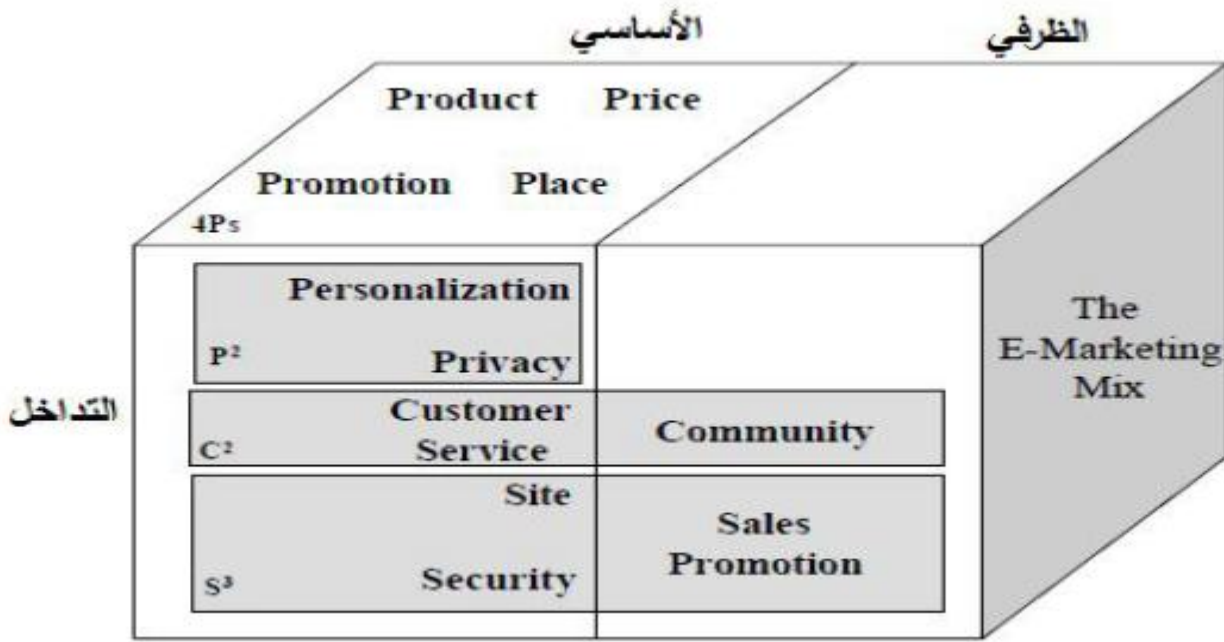 الأساسي
الظرفي
Product Price
Promotion Place
4Ps
Personalization
P² Privacy
Customer
C² Service
Community
Site
S³ Security
Sales
Promotion
التداخل
The
E-Marketing
Mix